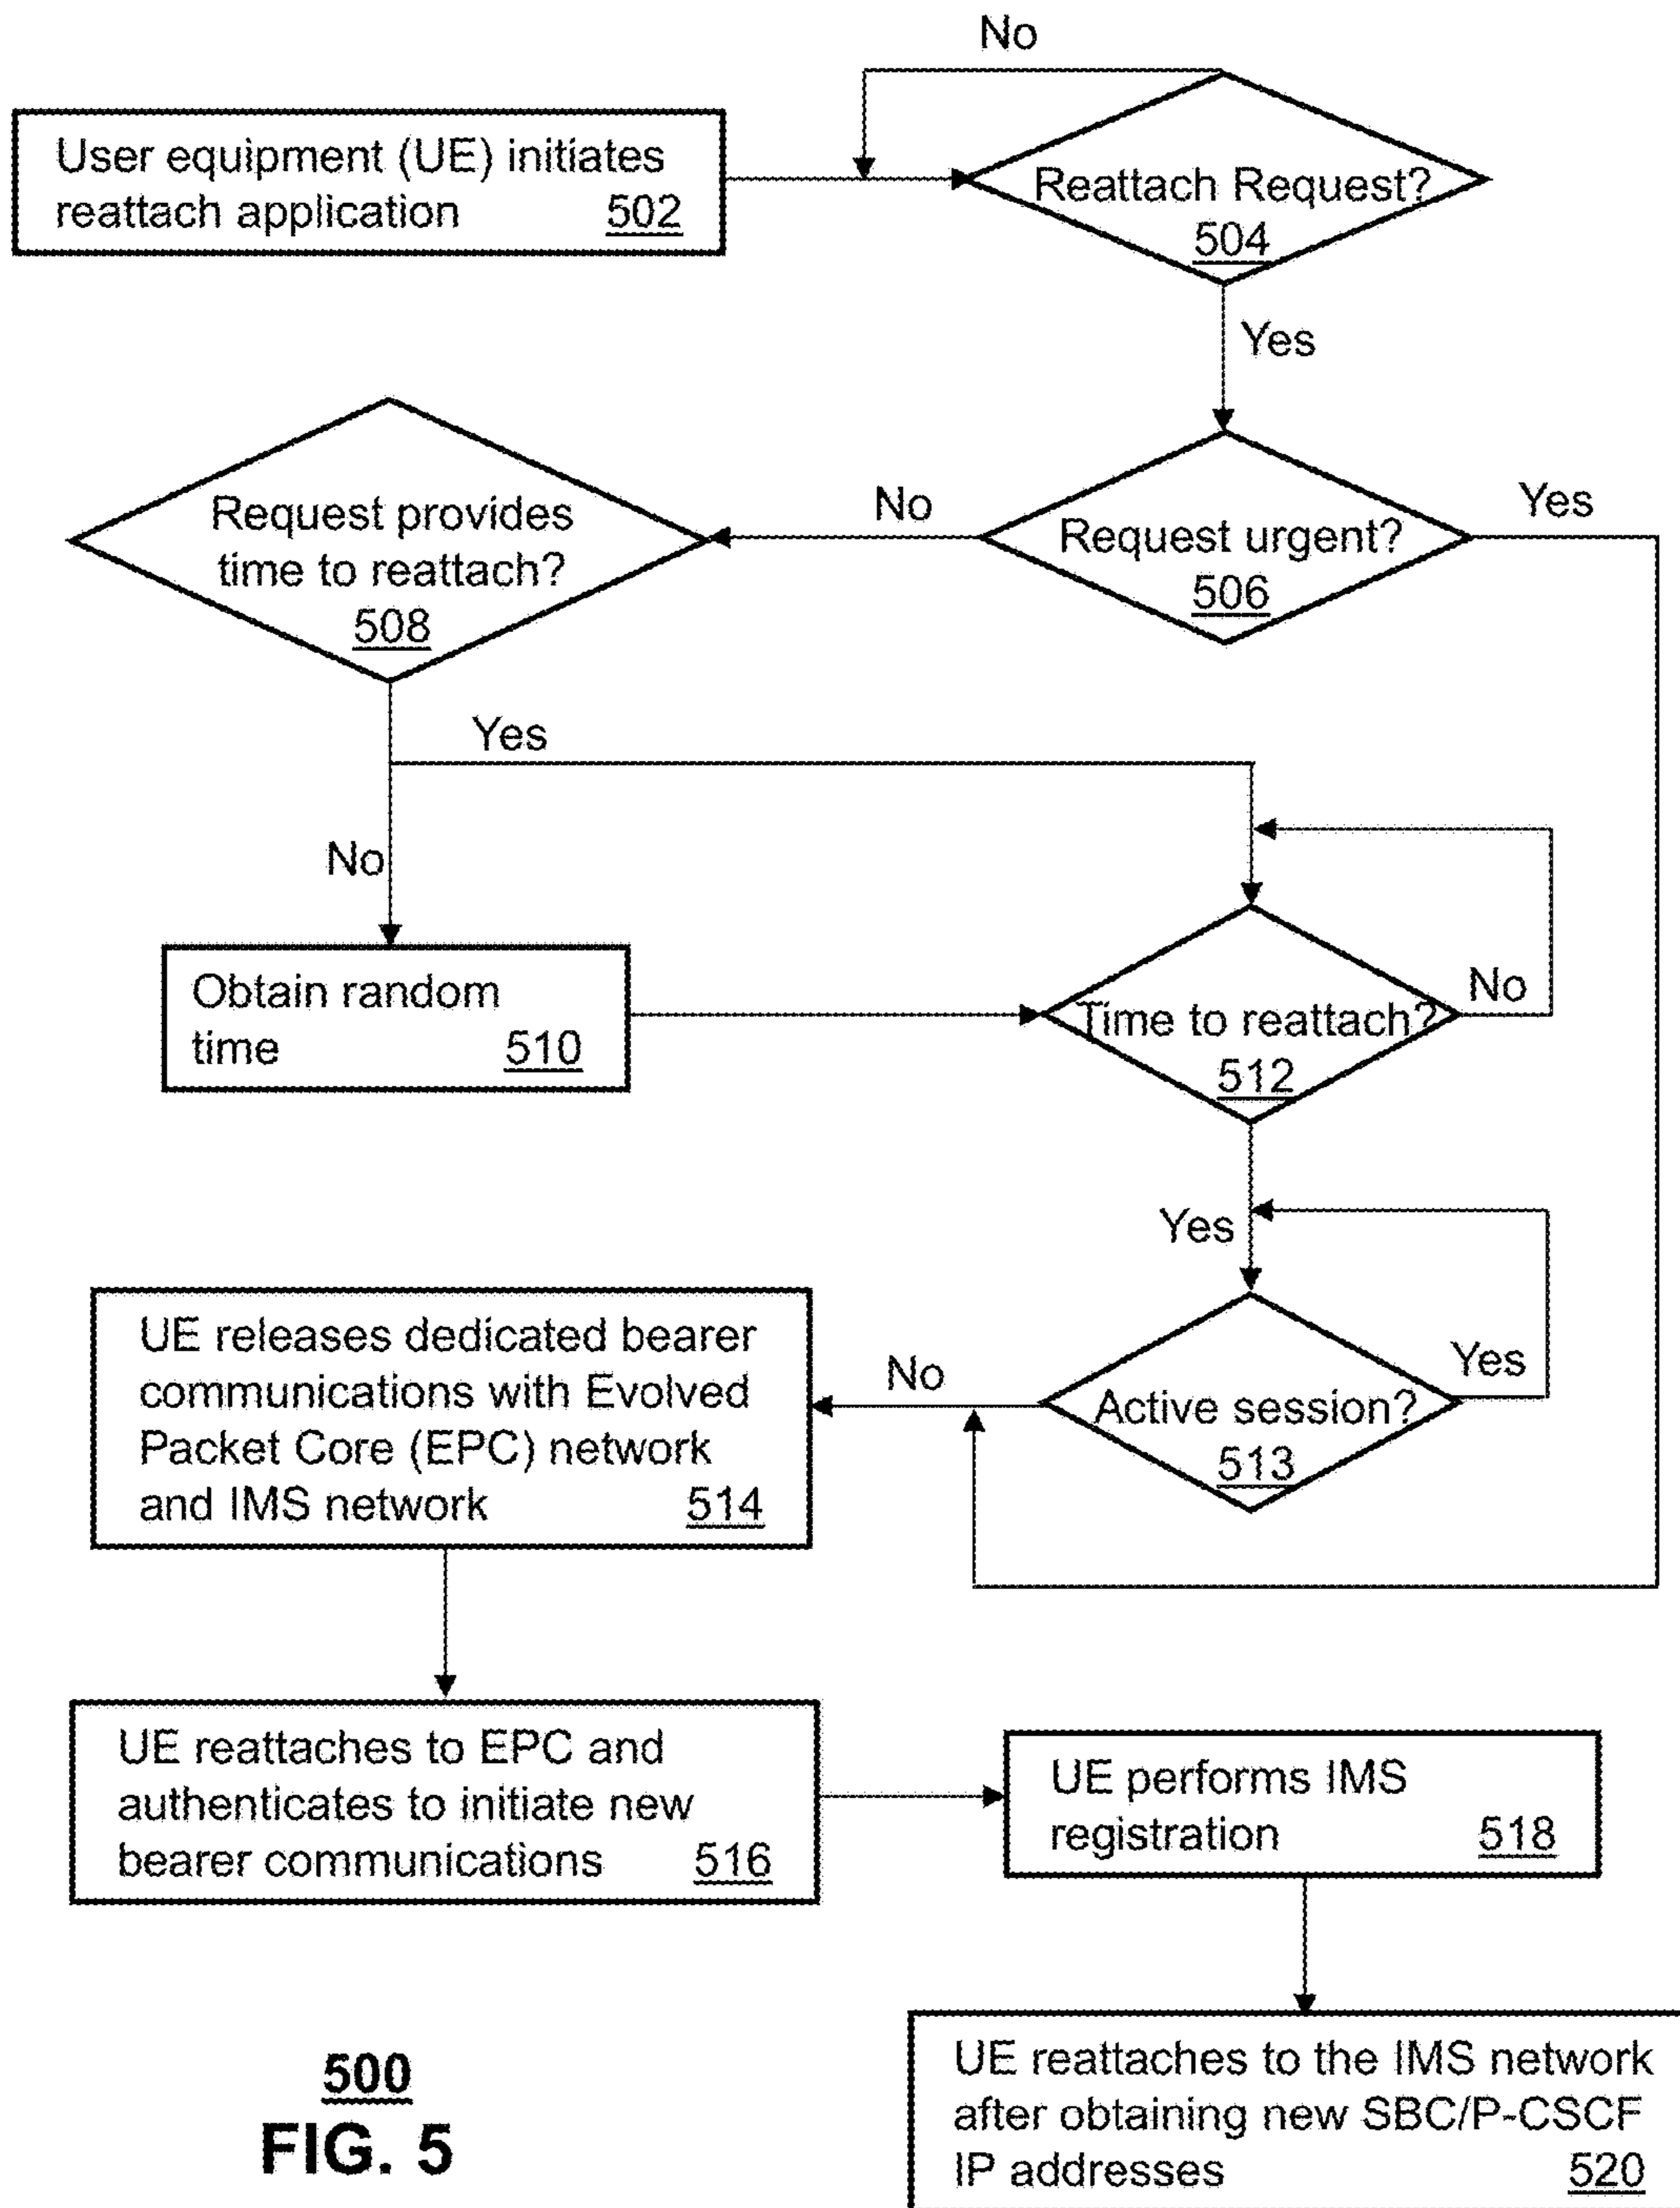 No
User equipment (UE) initiates
reattach application 502
Reattach Request?
504
Yes
Request provides
time to reattach?
508
No
Request urgent?
506
Yes
Yes
No
Obtain random
time 510
Time to reattach?
512
No
Yes
UE releases dedicated bearer
communications with Evolved
Packet Core (EPC) network
and IMS network 514
No
Active session?
513
Yes
UE reattaches to EPC and
authenticates to initiate new
bearer communications 516
UE performs IMS
registration 518
UE reattaches to the IMS network
after obtaining new SBC/P-CSCF
IP addresses 520
500
FIG. 5